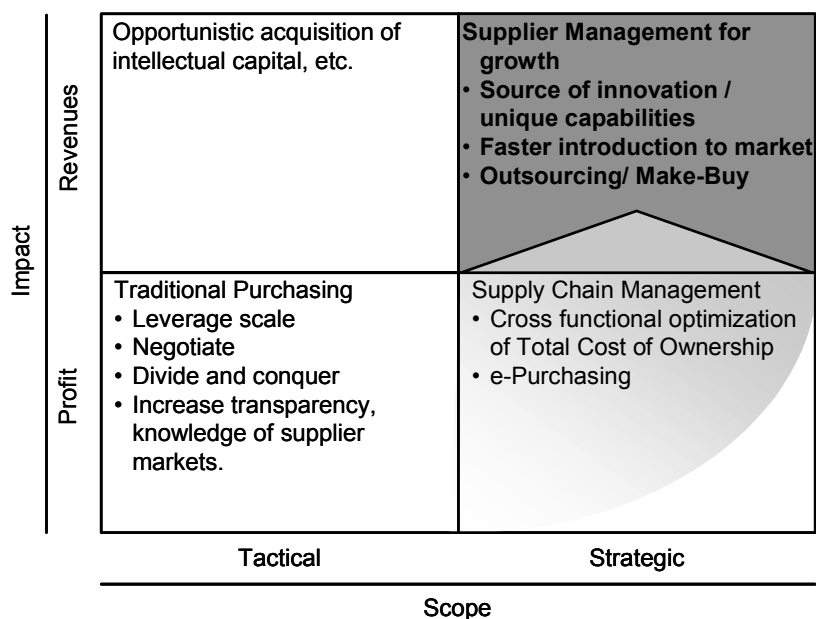 Opportunistic acquisition of
intellectual capital, etc.
Supplier Management for
growth
• Source of innovation /
unique capabilities
• Faster introduction to market
• Outsourcing/ Make-Buy
Revenues
Impact
Traditional Purchasing
• Leverage scale
• Negotiate
• Divide and conquer
• Increase transparency,
knowledge of supplier
markets.
Supply Chain Management
• Cross functional optimization
of Total Cost of Ownership
• e-Purchasing
Profit
Tactical
Strategic
Scope